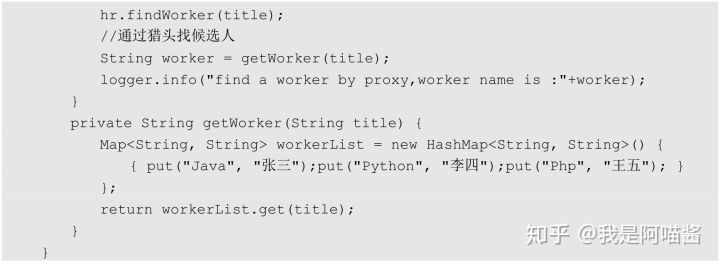 hr.findWorker(title);
//通过猎头找候选人
String worker = getWorker(title);
logger.info("find a worker by proxy,worker name is :"+worker);
}
private String getWorker(String title) {
Map<String, String> workerList = new HashMap<String, String>() {
{ put("Java", "张三");put("Python", "李四");put("Php", "王五"); }
};
return workerList.get(title);
}
}
知乎 @我是阿喵酱